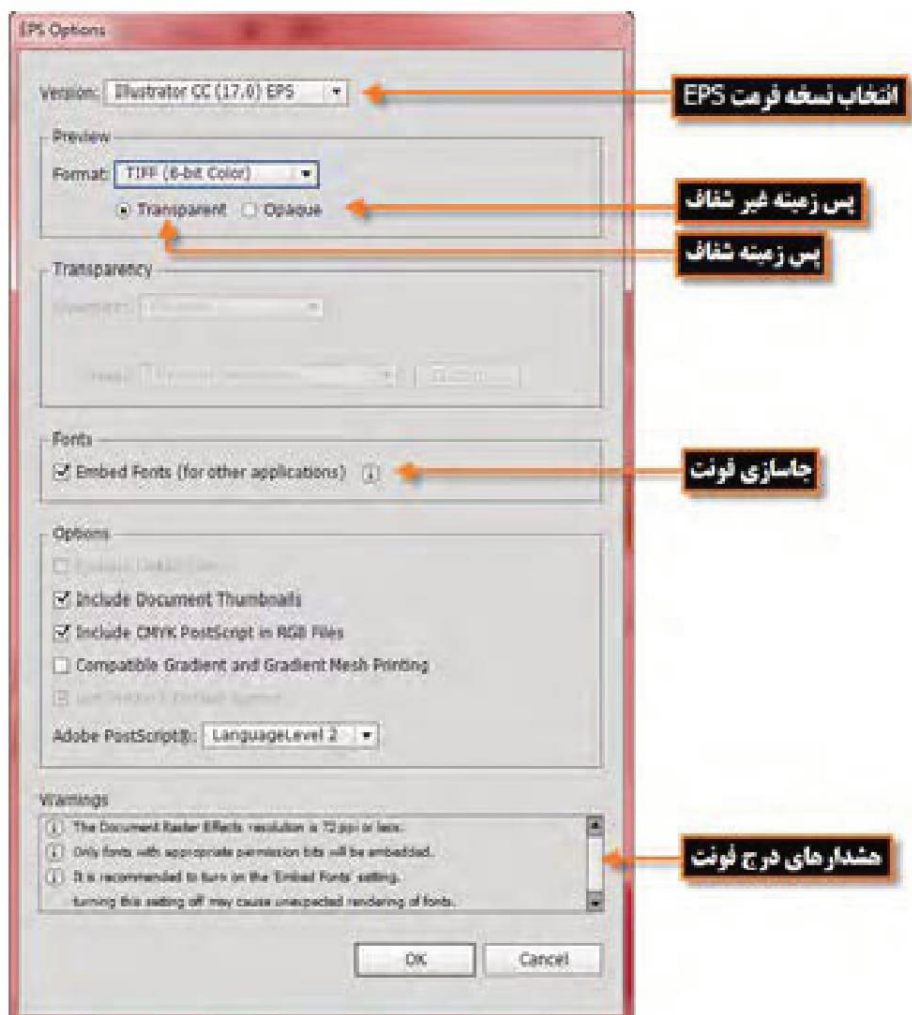 EPS Options
Version: Illustrator CC (17.0) EPS
انتخاب نسخه فرمت EPS
Preview
Format: TIFF (8-bit Color)
Transparent Opaque
پس زمینه غیر شفاف
پس زمینه شفاف
Transparency
Fonts
Embed Fonts (for other applications)
جاسازی فونت
Options
Include Document Thumbnails
Include CMYK PostScript in RGB Files
Compatible Gradient and Gradient Mesh Printing
Adobe PostScript®: LanguageLevel 2
Warnings
The Document Raster Effects resolution is 72 ppi or less.
Only fonts with appropriate permission bits will be embedded.
It is recommended to turn on the 'Embed Fonts' setting.
turning this setting off may cause unexpected rendering of fonts.
هشدارهای درج فونت
OK Cancel